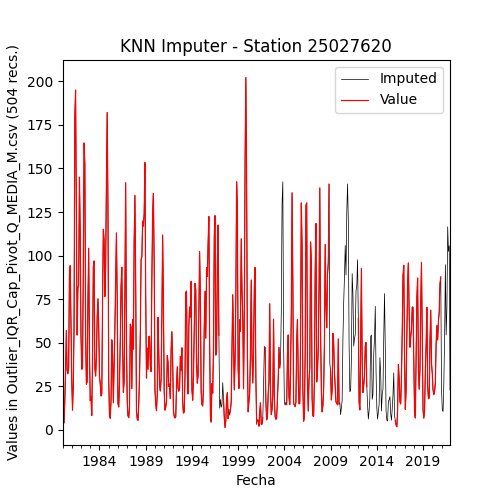 KNN Imputer - Station 25027620
Imputed
Value
Values in Outlier_IQR_Cap_Pivot_Q_MEDIA_M.csv (504 recs.)
200
175
150
125
100
75
50
25
0
1984 1989 1994 1999 2004 2009 2014 2019
Fecha